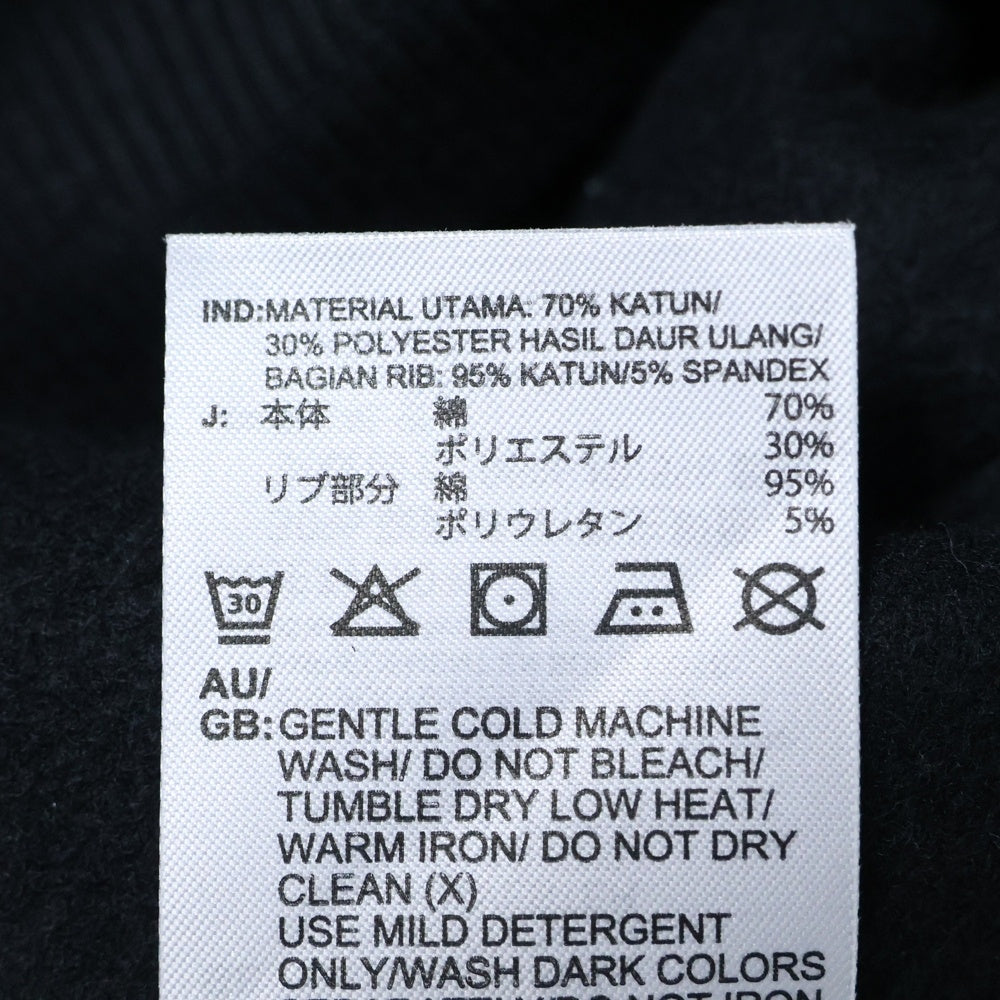 IND:MATERIAL UTAMA: 70% KATUN/
30% POLYESTER HASIL DAUR ULANG/
BAGIAN RIB: 95% KATUN/5% SPANDEX
J: 本体 綿 70%
ポリエステル 30%
リブ部分 綿 95%
ポリウレタン 5%
30
AU/
GB:GENTLE COLD MACHINE
WASH/ DO NOT BLEACH/
TUMBLE DRY LOW HEAT/
WARM IRON/ DO NOT DRY
CLEAN (X)
USE MILD DETERGENT
ONLY/WASH DARK COLORS